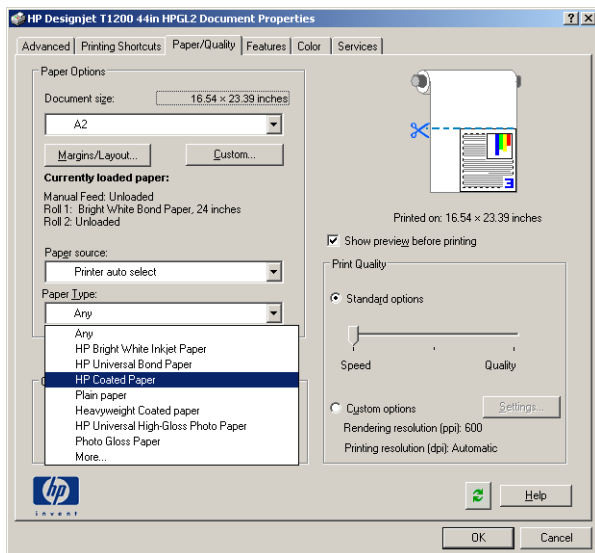 HP Designjet T1200 44in HPGL2 Document Properties
Advanced Printing Shortcuts Paper/Quality Features Color Services
Paper Options
Document size: 16.54 × 23.39 inches
A2
Margins/Layout... Custom...
Currently loaded paper:
Manual Feed: Unloaded
Roll 1: Bright White Bond Paper, 24 inches
Roll 2: Unloaded
Paper source:
Printer auto select
Paper Type:
Any
Any
HP Bright White Inkjet Paper
HP Universal Bond Paper
HP Coated Paper
Plain paper
Heavyweight Coated paper
HP Universal High-Gloss Photo Paper
Photo Gloss Paper
More...
3
Printed on: 16.54 × 23.39 inches
Show preview before printing
Print Quality
Standard options
Speed Quality
Custom options Settings...
Rendering resolution (ppi): 600
Printing resolution (dpi): Automatic
hp
invent
Help
OK Cancel